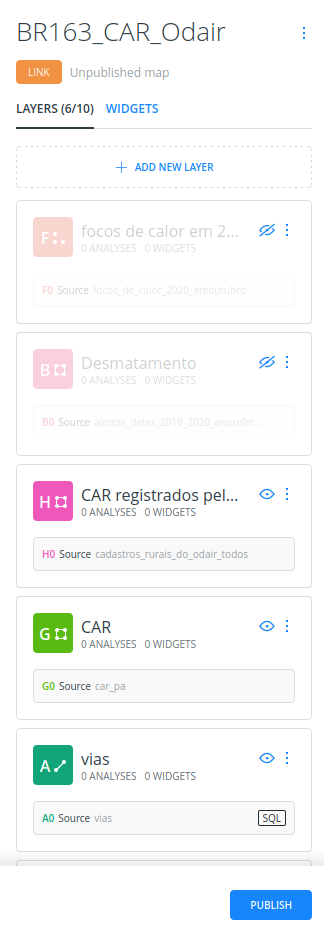 BR163_CAR_Odair
LINK Unpublished map
LAYERS (6/10) WIDGETS
ADD NEW LAYER
F focos de calor em 2...
0 ANALYSES 0 WIDGETS
F0 Source focos_de_calor_2020_ateoutubro
B Desmatamento
0 ANALYSES 0 WIDGETS
B0 Source alertas_deter_2019_2020_anorefer...
H CAR registrados pel...
0 ANALYSES 0 WIDGETS
H0 Source cadastros_rurais_do_odair_todos
G CAR
0 ANALYSES 0 WIDGETS
G0 Source car_pa
A vias
0 ANALYSES 0 WIDGETS
A0 Source vias SQL
PUBLISH